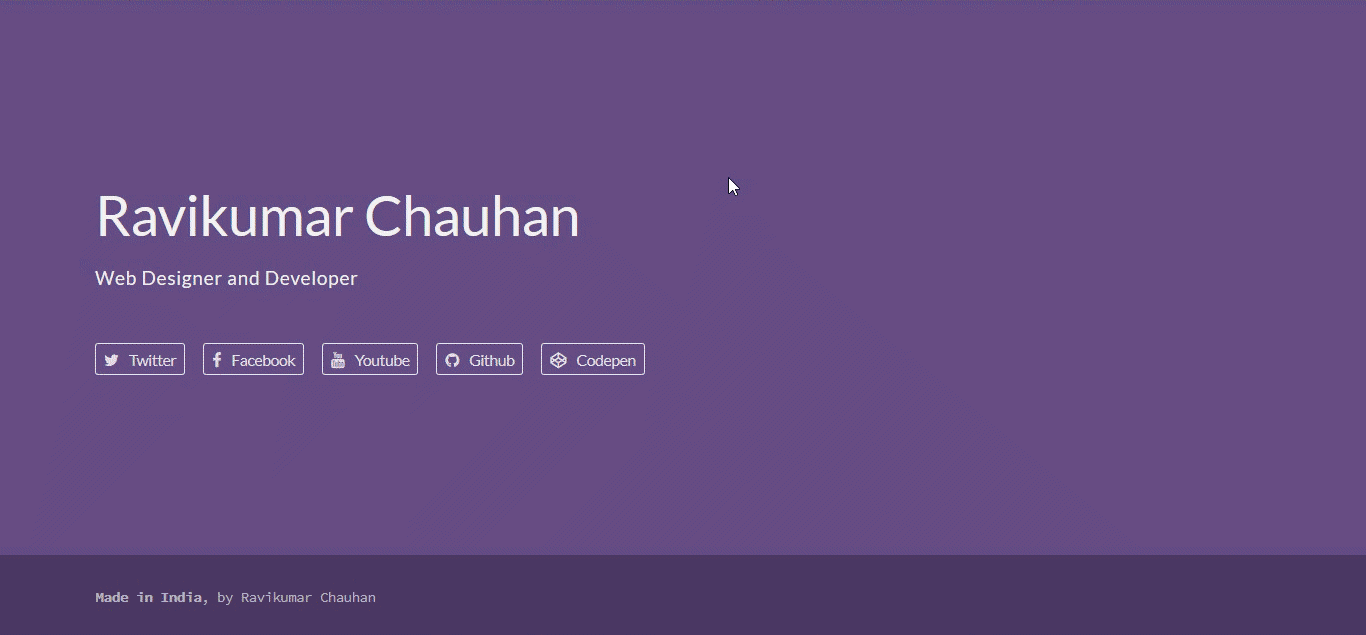 Ravikumar Chauhan
Web Designer and Developer
Twitter Facebook Youtube Github Codepen
Made in India, by Ravikumar Chauhan